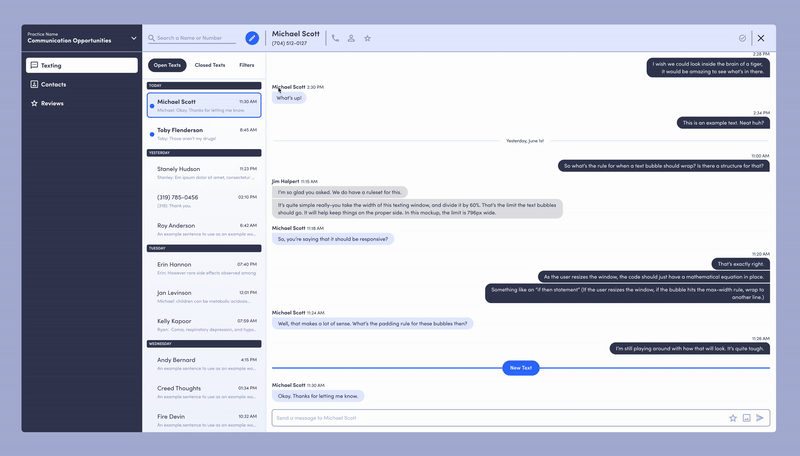 Practice Name
Communication Opportunities
Texting
Contacts
Reviews
Search a Name or Number
Open Texts
Closed Texts
Filters
TODAY
Michael Scott
11:30 AM
Michael: Okay, Thanks for letting me know.
Toby Flenderson
8:45 AM
Toby: Those aren't my drugs!
YESTERDAY
Stanely Hudson
11:23 PM
Stanley: Em ipsum dolor sit amet, consectetur ...
(319) 785-0456
02:10 PM
(319): Thank you.
Roy Anderson
8:42 AM
An example sentence to use as ex. example wo...
TUESDAY
Erin Hannon
07:40 PM
Erin: However rare side effects observed among
Jan Levinson
12:01 PM
Michael: children can be metabolic acidosis...
Kelly Kapoor
07:59 AM
Ryan: Coma, respiratory depression, and hypo...
WEDNESDAY
Andy Bernard
4:15 PM
An example sentence to use as ex. example wo...
Creed Thoughts
01:34 PM
An example sentence to use as ex. example wo...
Fire Devin
10:32 AM
An example sentence to use as ex. example wo...
Michael Scott
(704) 512-0127
2:28 PM
I wish we could look inside the brain of a tiger,
it would be amazing to see what's in there.
Michael Scott 2:30 PM
What's up!
2:34 PM
This is an example text. Neat huh?
Yesterday, June 1st
11:00 AM
So what's the rule for when a text bubble should wrap? Is there a structure for that?
Jim Halpert 11:15 AM
I'm so glad you asked. We do have a ruleset for this.
It's quite simple really-you take the width of this texting window, and divide it by 60%. That's the limit the text bubbles
should go. It will help keep things on the proper side. In this mockup, the limit is 796px wide.
Michael Scott 11:18 AM
So, you're saying that it should be responsive?
11:20 AM
That's exactly right.
As the user resizes the window, the code should just have a mathematical equation in place.
Something like an "if then statement" (If the user resizes the window, if the bubble hits the max-width rule, wrap to
another line.)
Michael Scott 11:24 AM
Well, that makes a lot of sense. What's the padding rule for these bubbles then?
11:26 AM
I'm still playing around with how that will look. It's quite tough.
New Text
Michael Scott 11:30 AM
Okay. Thanks for letting me know.
Send a message to Michael Scott